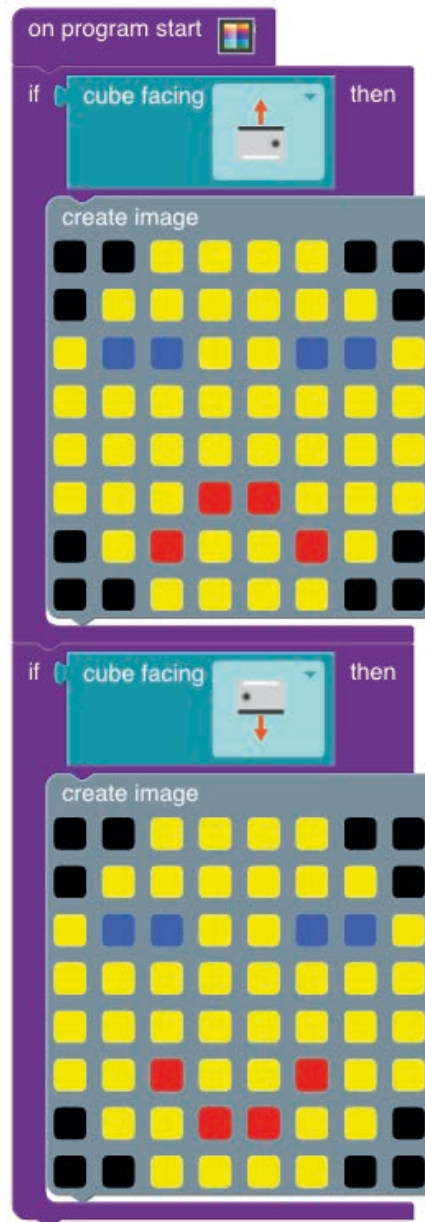 on program start
if cube facing then
create image
if cube facing then
create image